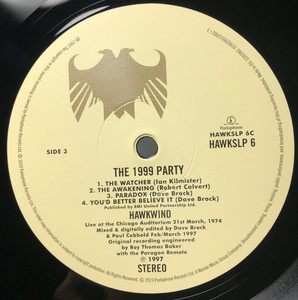 Parlophone
HAWKSLP 6C
HAWKSLP 6
SIDE 3
THE 1999 PARTY
1. THE WATCHER (Ian Kilmister)
2. THE AWAKENING (Robert Calvert)
3. PARADOX (Dave Brock)
4. YOU'D BETTER BELIEVE IT (Dave Brock)
Published by EMI United Partnership Ltd.
HAWKWIND
Live at the Chicago Auditorium 21st March, 1974
Mixed & digitally edited by Dave Brock
& Paul Cobbold Feb/March 1997
Original recording engineered
by Roy Thomas Baker
with the Paragon Remote
℗ 1997
STEREO